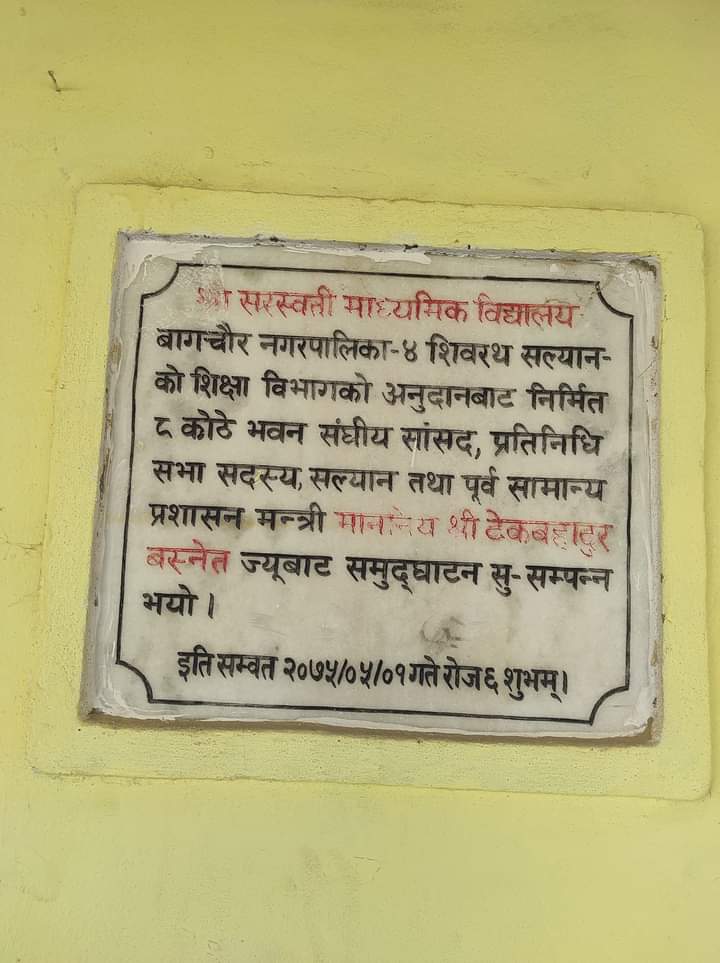 श्री सरस्वती माध्यमिक विद्यालय
बागचौर नगरपालिका-४ शिवरथ सल्यान-
को शिक्षा विभागको अनुदानबाट निर्मित
८ कोठे भवन संघीय सांसद, प्रतिनिधि
सभा सदस्य, सल्यान तथा पूर्व सामान्य
प्रशासन मन्त्री माननिय श्री टेकबहादुर
बस्नेत ज्यूबाट समुद्घाटन सु-सम्पन्न
भयो ।
इति सम्वत २०७५/०५/०१ गते रोज ६ शुभम् ।